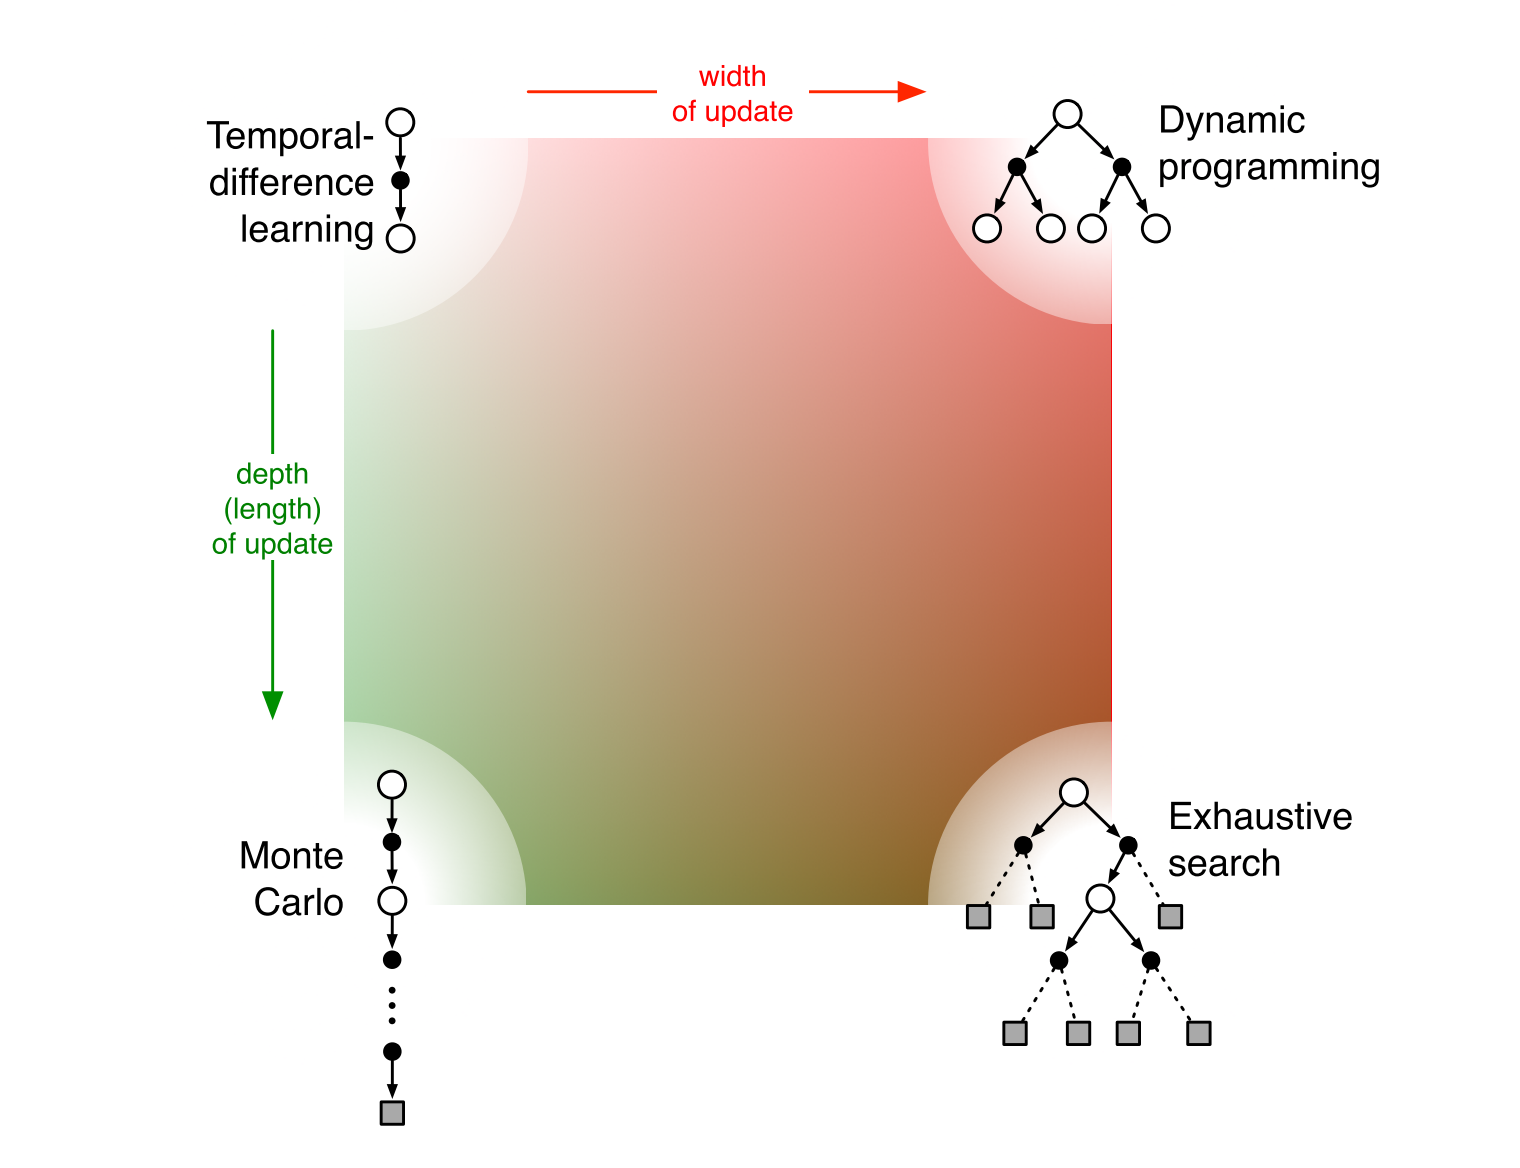 width
of update
Temporal-
difference
learning
Dynamic
programming
depth
(length)
of update
Monte
Carlo
Exhaustive
search